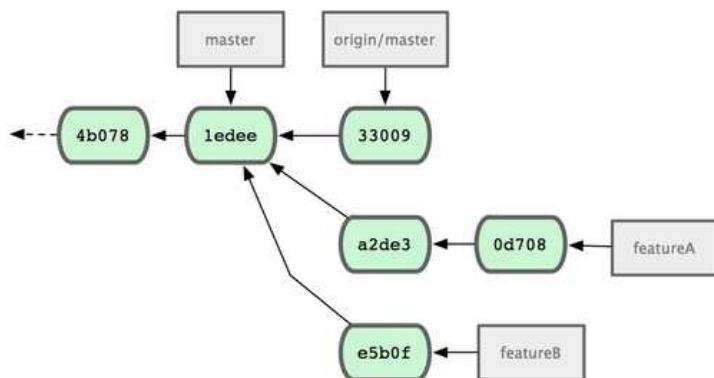 master
origin/master
4b078
1edee
33009
a2de3
0d708
featureA
e5b0f
featureB